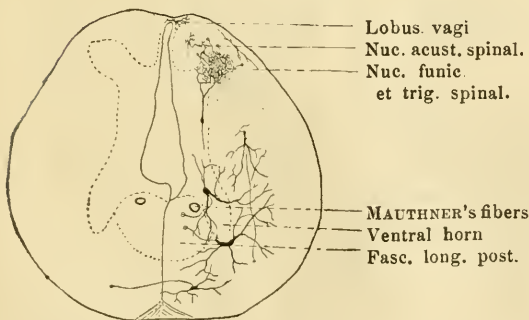 Lobus vagi
Nuc. acust. spinal.
Nuc. funic
et trig. spinal.
MAUTHNER's fibers
Ventral horn
Fasc. long. post.